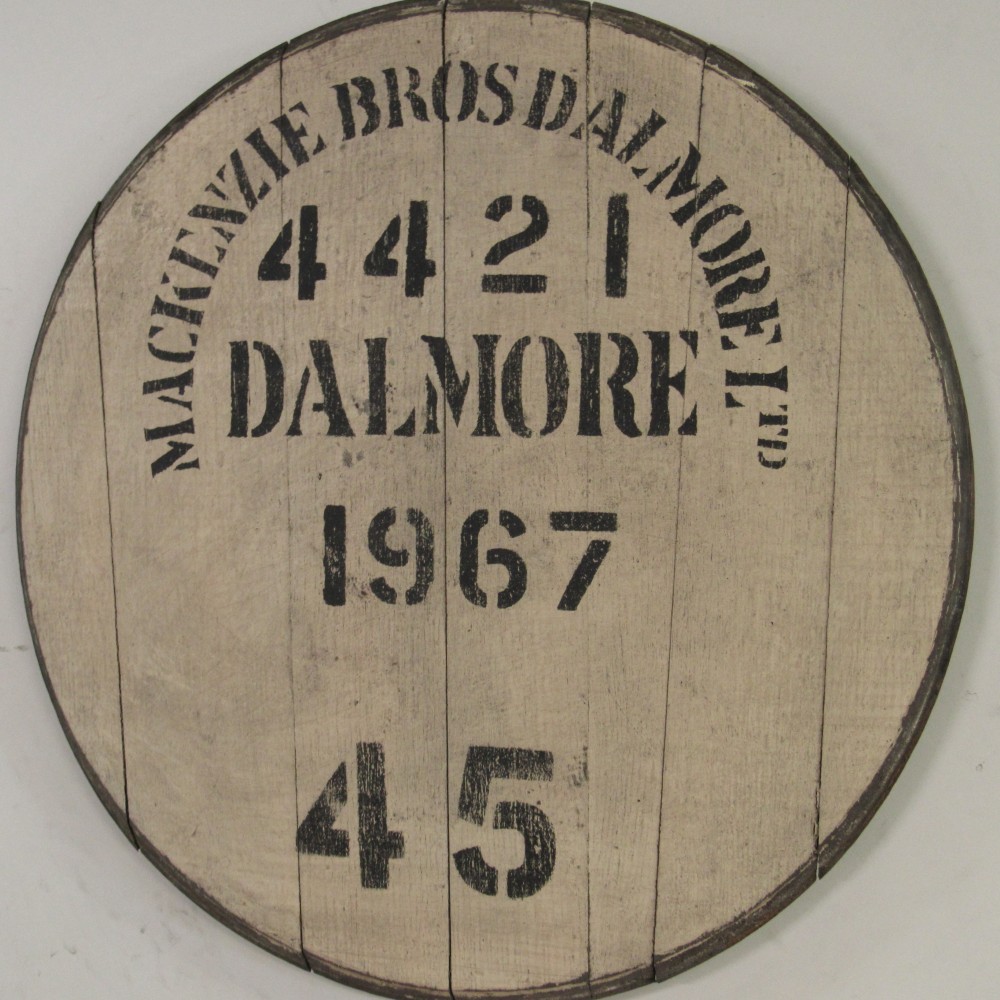 MACKENZIE BROS DALMORE LTD
4421
DALMORE
1967
45